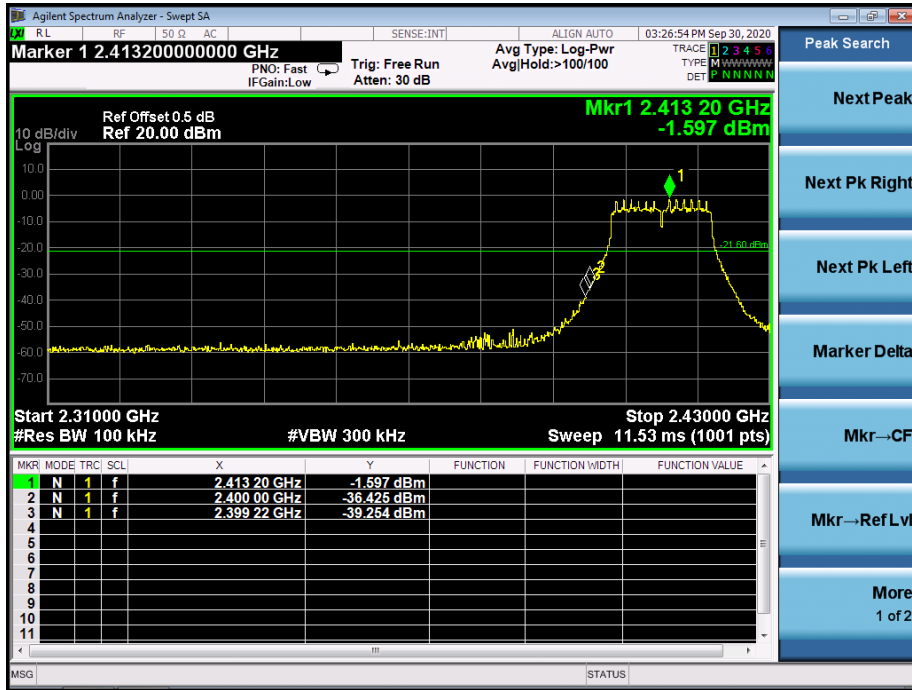 Agilent Spectrum Analyzer - Swept SA
LXI RL RF 50 Ω AC SENSE:INT ALIGN AUTO 03:26:54 PM Sep 30, 2020
Marker 1 2.413200000000 GHz
PNO: Fast
IFGain:Low
Trig: Free Run
Atten: 30 dB
Avg Type: Log-Pwr
Avg|Hold:>100/100
TRACE 1 2 3 4 5 6
TYPE M WWWWW
DET P N N N N N
Peak Search
Next Peak
Next Pk Right
Next Pk Left
Marker Delta
Mkr→CF
Mkr→Ref Lvl
More
1 of 2
Mkr1 2.413 20 GHz
-1.597 dBm
Ref Offset 0.5 dB
10 dB/div Ref 20.00 dBm
Log
10.0
0.00
-10.0
-20.0
-30.0
-40.0
-50.0
-60.0
-70.0
1
2
3
-21.60 dBm
Start 2.31000 GHz Stop 2.43000 GHz
#Res BW 100 kHz #VBW 300 kHz Sweep 11.53 ms (1001 pts)
MKR MODE TRC SCL X Y FUNCTION FUNCTION WIDTH FUNCTION VALUE
1 N 1 f 2.413 20 GHz -1.597 dBm
2 N 1 f 2.400 00 GHz -36.425 dBm
3 N 1 f 2.399 22 GHz -39.254 dBm
4
5
6
7
8
9
10
11
MSG STATUS